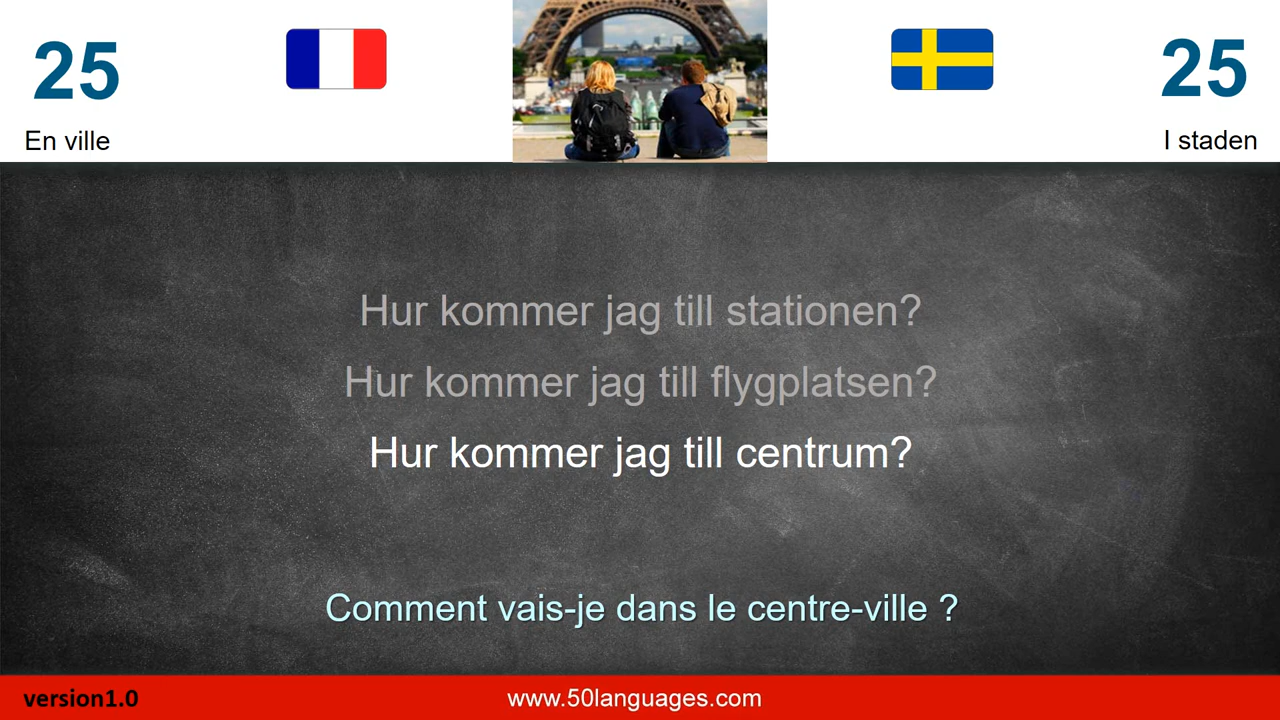 25
25
En ville
I staden
Hur kommer jag till stationen?
Hur kommer jag till flygplatsen?
Hur kommer jag till centrum?
Comment vais-je dans le centre-ville ?
version1.0
www.50languages.com